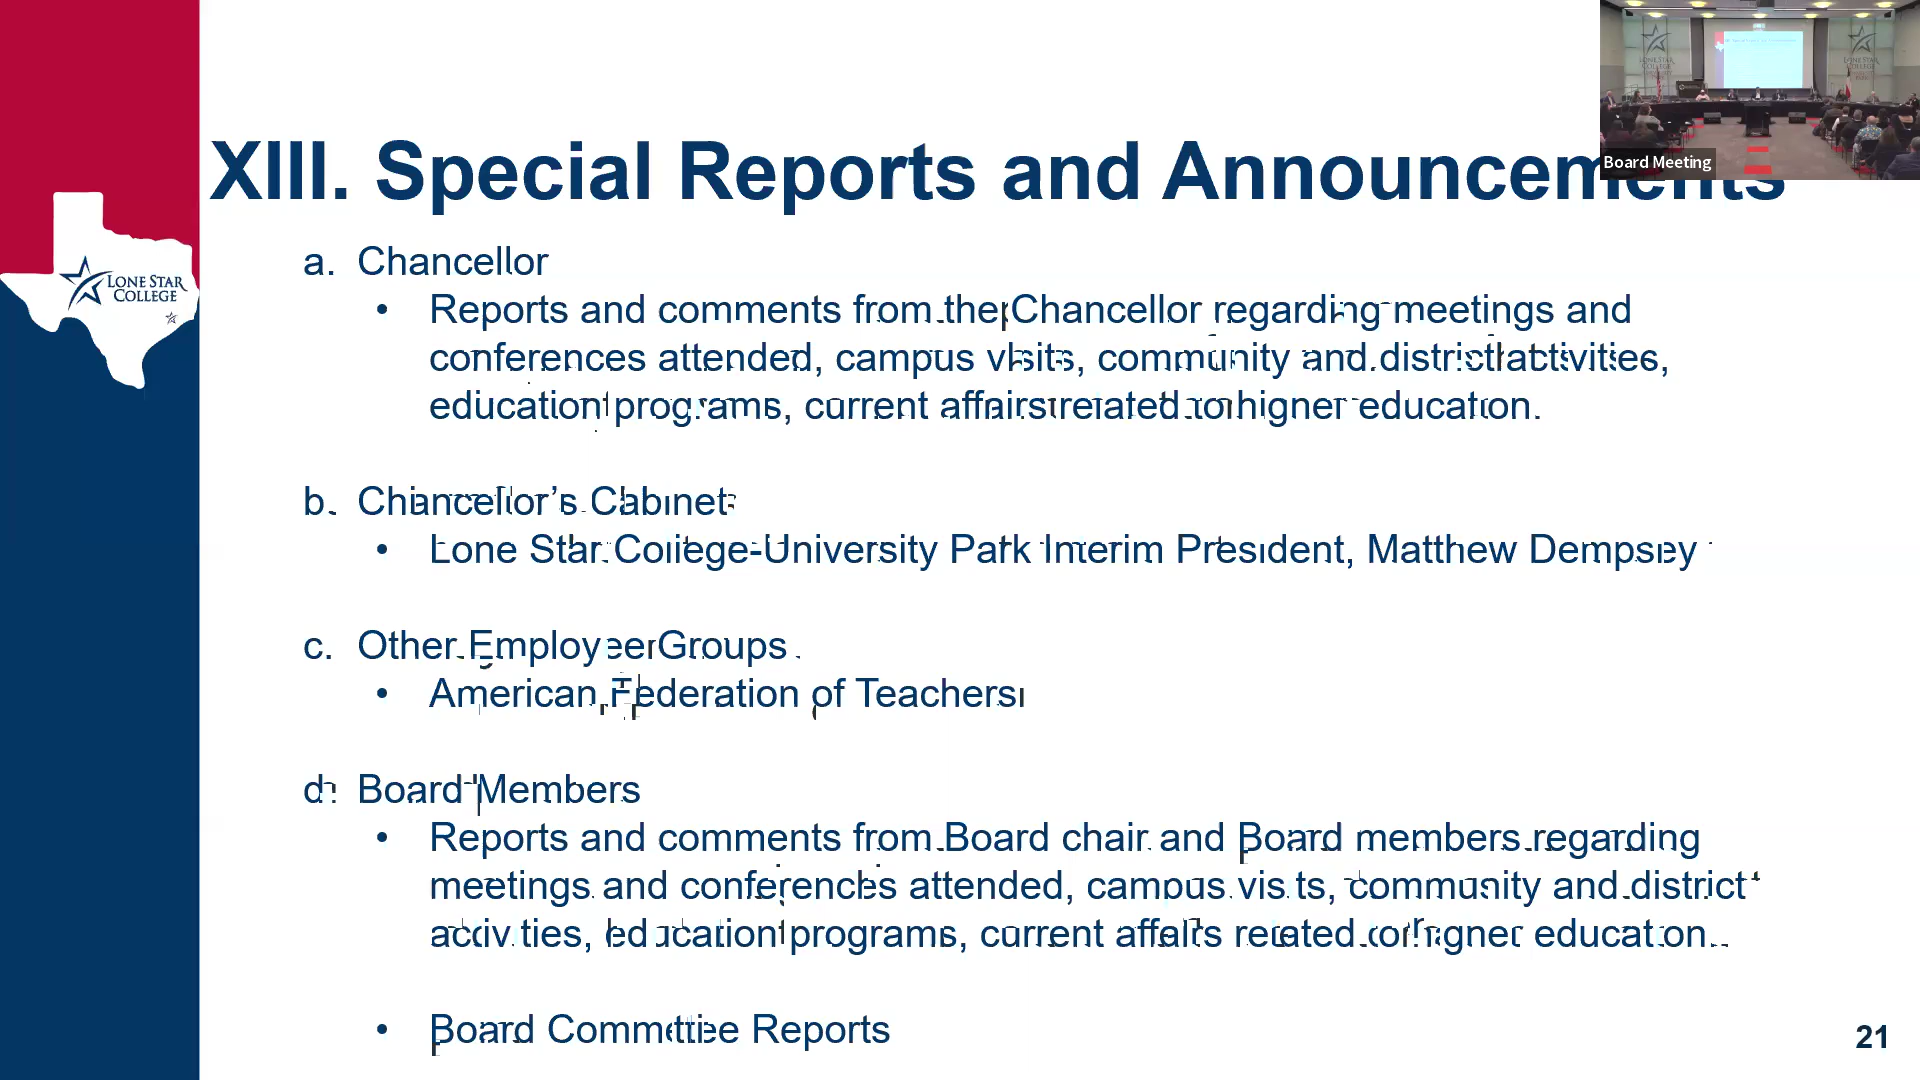 Board Meeting
XIII. Special Reports and Announcements
LONE STAR
COLLEGE
a. Chancellor
• Reports and comments from the Chancellor regarding meetings and
conferences attended, campus visits, community and district activities,
education programs, current affairs related to higher education.
b. Chancellor’s Cabinet
• Lone Star College-University Park Interim President, Matthew Dempsey
c. Other Employee Groups
• American Federation of Teachers
d. Board Members
• Reports and comments from Board chair and Board members regarding
meetings and conferences attended, campus visits, community and district
activities, education programs, current affairs related to higher education.
• Board Committee Reports
21